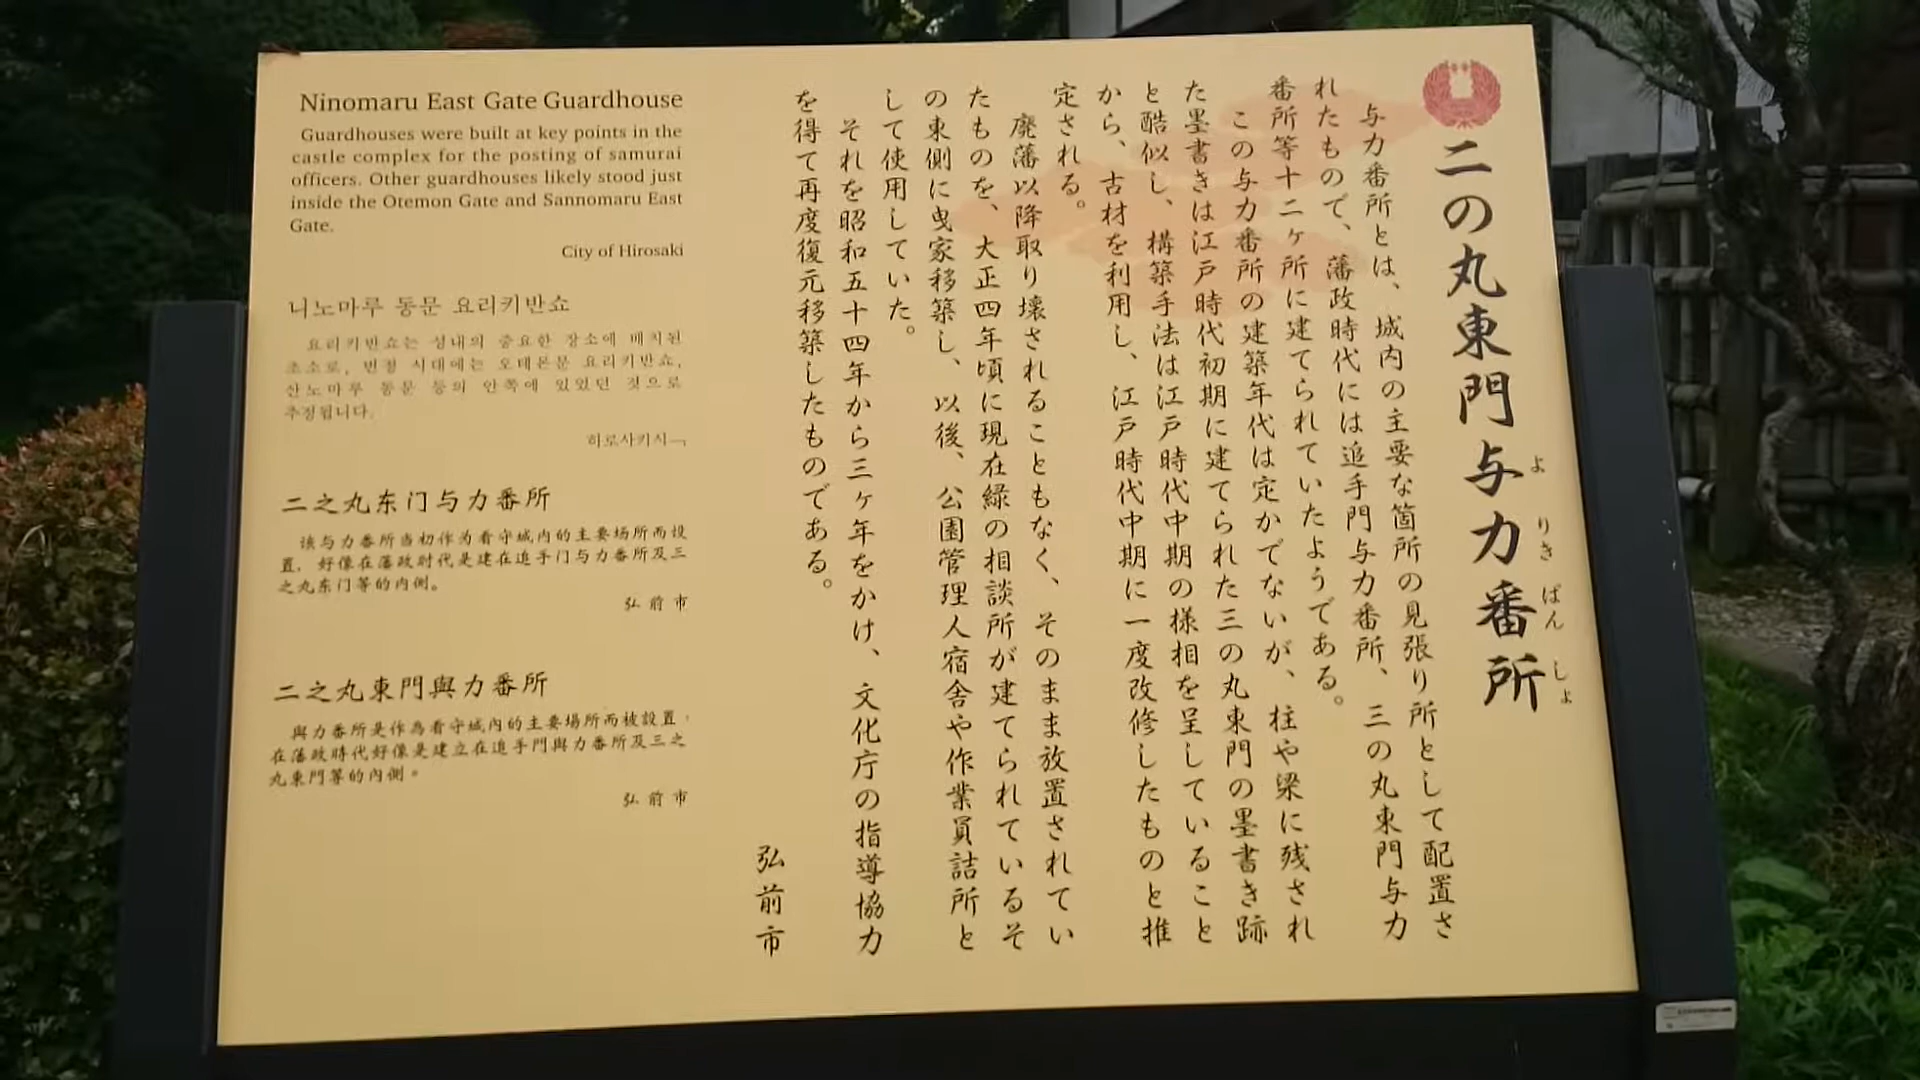 二の丸東門与力番所
よ りき ばん しょ
与力番所とは、城内の主要な箇所の見張り所として配置さ
れたもので、藩政時代には追手門与力番所、三の丸東門与力
番所等十二ヶ所に建てられていたようである。
この与力番所の建築年代は定かでないが、柱や梁に残され
た墨書きは江戸時代初期に建てられた三の丸東門の墨書き跡
と酷似し、構築手法は江戸時代中期の様相を呈していること
から、古材を利用し、江戸時代中期に一度改修したものと推
定される。
廃藩以降取り壊されることもなく、そのまま放置されてい
たものを、大正四年頃に現在緑の相談所が建てられているそ
の東側に曳家移築し、以後、公園管理人宿舎や作業員詰所と
して使用していた。
それを昭和五十四年から三ヶ年をかけ、文化庁の指導協力
を得て再度復元移築したものである。
弘前市
Ninomaru East Gate Guardhouse
Guardhouses were built at key points in the
castle complex for the posting of samurai
officers. Other guardhouses likely stood just
inside the Otemon Gate and Sannomaru East
Gate.
City of Hirosaki
니노마루 동문 요리키반쇼
요리키반쇼는 성내의 중요한 장소에 배치된
초소로, 번정 시대에는 오테몬문 요리키반쇼,
산노마루 동문 등의 안쪽에 있었던 것으로
추정됩니다.
히로사키시
二之丸东门与力番所
该与力番所当初作为看守城内的主要场所而设
置，好像在藩政时代是建在追手门与力番所及三
之丸东门等的内侧。
弘前市
二之丸東門與力番所
與力番所是作為看守城內的主要場所而被設置，
在藩政時代好像是建立在追手門與力番所及三之
丸東門等的內側。
弘前市